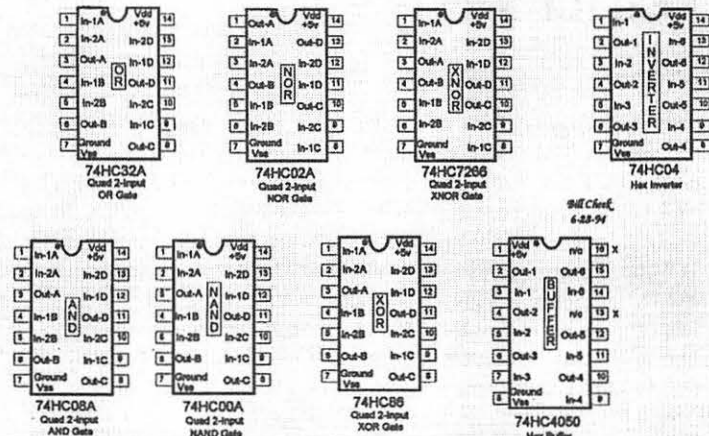 1 In-1A Vdd +5v 14
2 In-2A In-2D 13
3 Out-A In-1D 12
4 In-1B Out-D 11
5 In-2B In-2C 10
6 Out-B In-1C 9
7 Ground Vss Out-C 8
OR
74HC32A
Quad 2-Input
OR Gate
1 Out-A Vdd +5v 14
2 In-1A Out-D 13
3 In-2A In-2D 12
4 Out-B In-1D 11
5 In-1B Out-C 10
6 In-2B In-2C 9
7 Ground Vss In-1C 8
NOR
74HC02A
Quad 2-Input
NOR Gate
1 In-1A Vdd +5v 14
2 In-2A In-2D 13
3 Out-A In-1D 12
4 Out-B Out-D 11
5 In-1B Out-C 10
6 In-2B In-2C 9
7 Ground Vss In-1C 8
XNOR
74HC7266
Quad 2-Input
XNOR Gate
1 In-1 Vdd +5v 14
2 Out-1 In-6 13
3 In-2 Out-6 12
4 Out-2 In-5 11
5 In-3 Out-5 10
6 Out-3 In-4 9
7 Ground Vss Out-4 8
INVERTER
74HC04
Hex Inverter
Bill Cheek
6-28-94
1 In-1A Vdd +5v 14
2 In-2A In-2D 13
3 Out-A In-1D 12
4 In-1B Out-D 11
5 In-2B In-2C 10
6 Out-B In-1C 9
7 Ground Vss Out-C 8
AND
74HC08A
Quad 2-Input
AND Gate
1 In-1A Vdd +5v 14
2 In-2A In-2D 13
3 Out-A In-1D 12
4 In-1B Out-D 11
5 In-2B In-2C 10
6 Out-B In-1C 9
7 Ground Vss Out-C 8
NAND
74HC00A
Quad 2-Input
NAND Gate
1 In-1A Vdd +5v 14
2 In-2A In-2D 13
3 Out-A In-1D 12
4 In-1B Out-D 11
5 In-2B In-2C 10
6 Out-B In-1C 9
7 Ground Vss Out-C 8
XOR
74HC86
Quad 2-Input
XOR Gate
1 Vdd +5v n/c 16 X
2 Out-1 Out-6 15
3 In-1 In-6 14
4 Out-2 n/c 13 X
5 In-2 Out-5 12
6 Out-3 In-5 11
7 In-3 Out-4 10
8 Ground Vss In-4 9
BUFFER
74HC4050
Hex Buffer